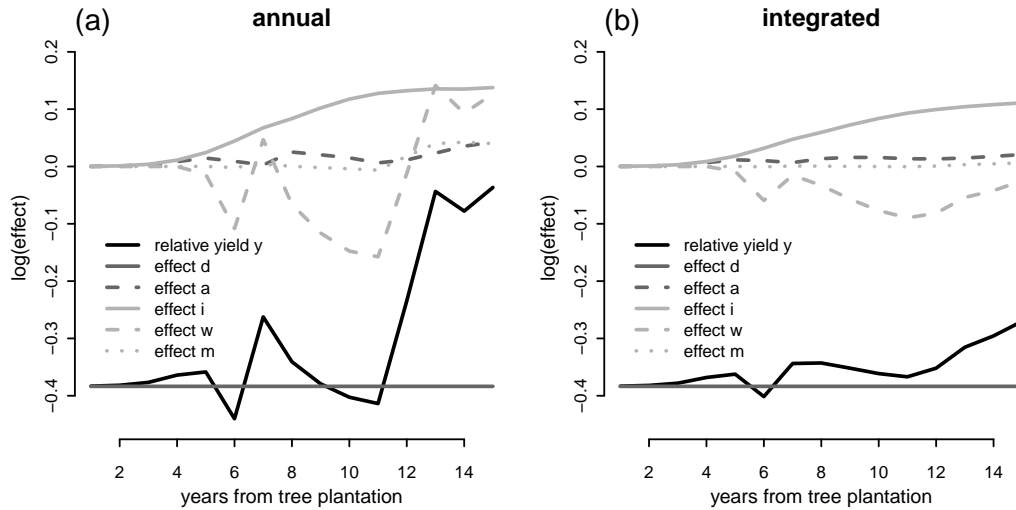 (a) annual
log(effect)
0.2
0.1
0.0
−0.1
−0.2
−0.3
−0.4
relative yield y
effect d
effect a
effect i
effect w
effect m
2 4 6 8 10 12 14
years from tree plantation
(b) integrated
log(effect)
0.2
0.1
0.0
−0.1
−0.2
−0.3
−0.4
relative yield y
effect d
effect a
effect i
effect w
effect m
2 4 6 8 10 12 14
years from tree plantation